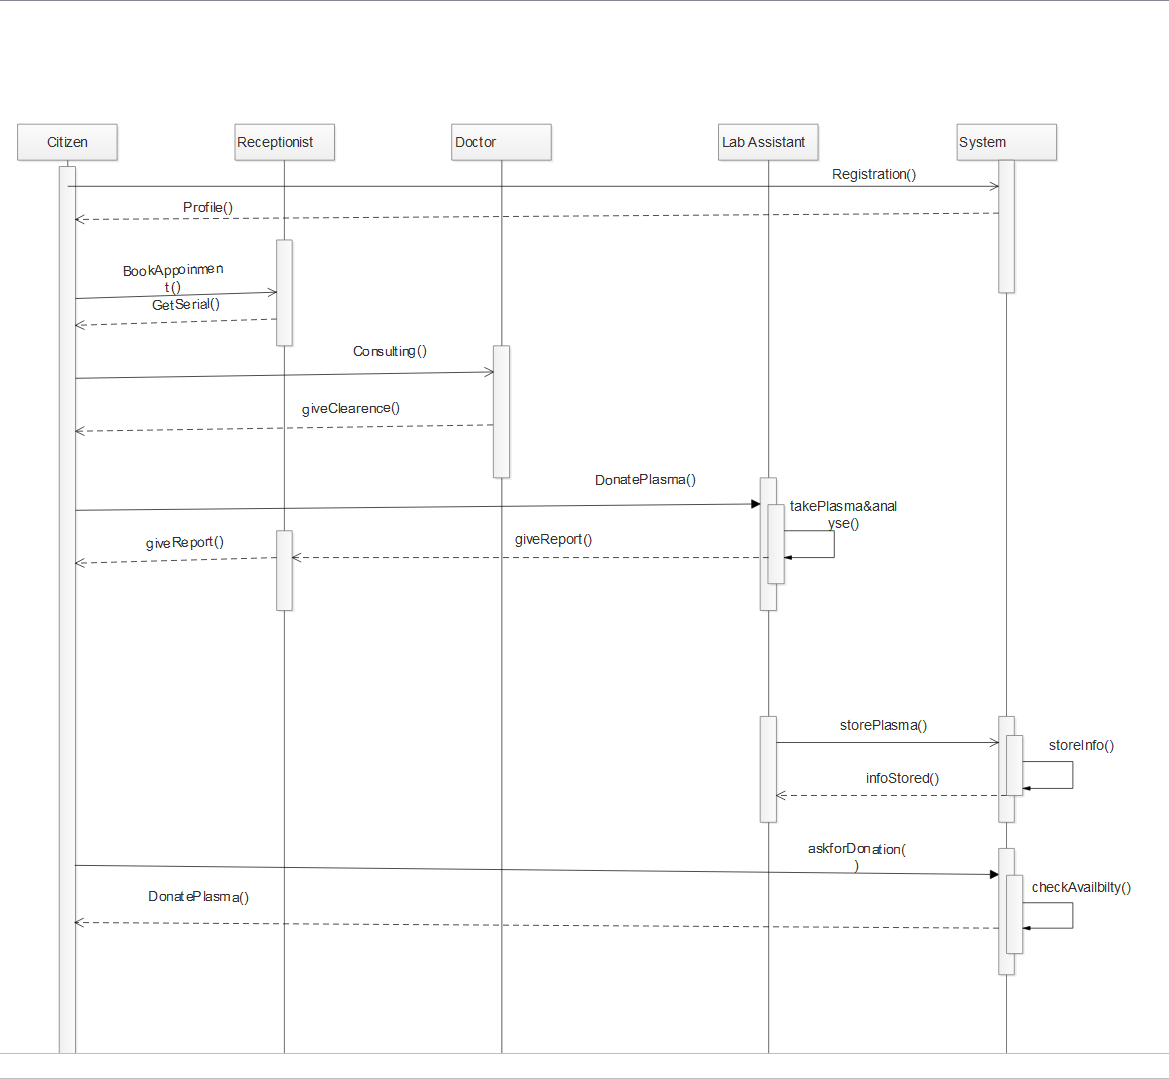 Citizen
Receptionist
Doctor
Lab Assistant
System
Registration()
Profile()
BookAppoinmen
t()
GetSerial()
Consulting()
giveClearence()
DonatePlasma()
takePlasma&anal
yse()
giveReport()
giveReport()
storePlasma()
storeInfo()
infoStored()
askforDonation(
)
checkAvailbilty()
DonatePlasma()